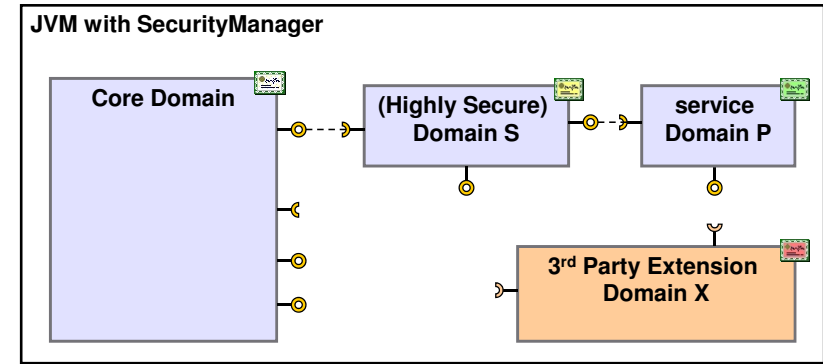 JVM with SecurityManager
Core Domain
(Highly Secure)
Domain S
service
Domain P
3rd Party Extension
Domain X